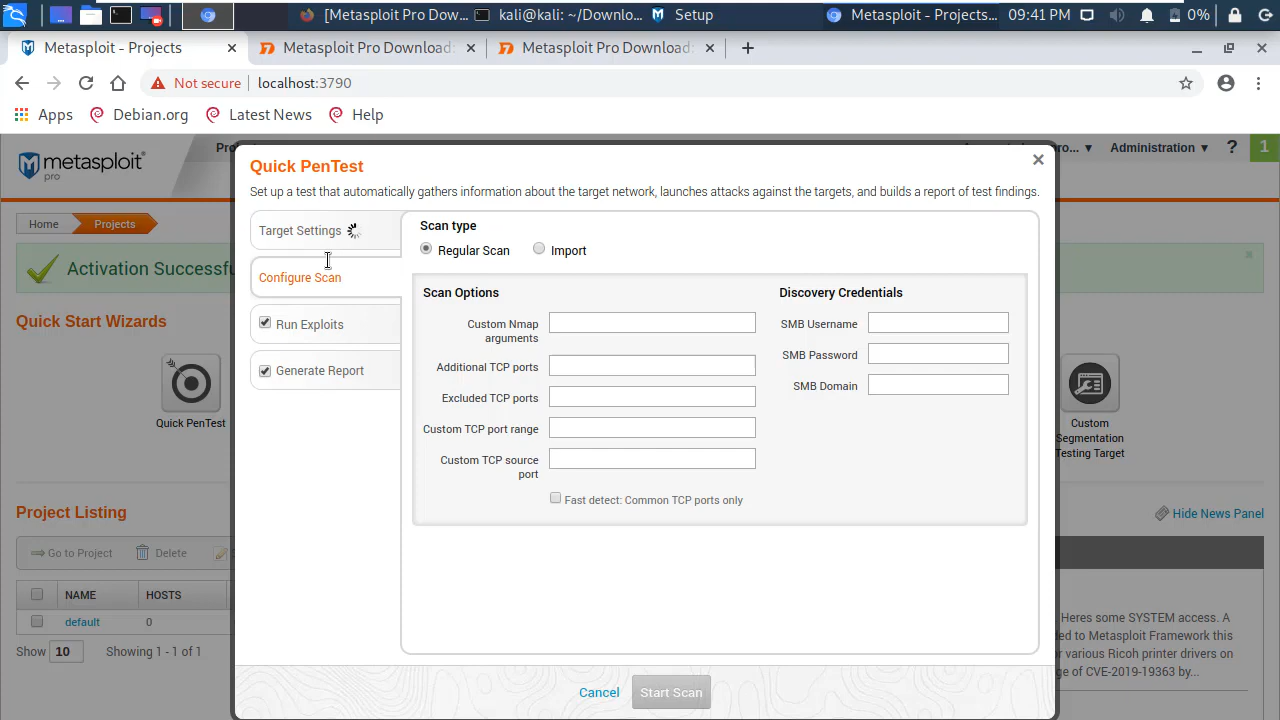 [Metasploit Pro Dow...
kali@kali: ~/Downlo...
Setup
Metasploit - Projects...
09:41 PM
0%
Metasploit - Projects
Metasploit Pro Download
Metasploit Pro Download
Not secure
localhost:3790
Apps
Debian.org
Latest News
Help
metasploit®
pro
Administration
?
1
Home
Projects
Activation Successfu
Quick Start Wizards
Quick PenTest
Custom
Segmentation
Testing Target
Project Listing
Hide News Panel
Go to Project
Delete
NAME
HOSTS
default
0
Show
10
Showing 1 - 1 of 1
Heres some SYSTEM access. A
ed to Metasploit Framework this
or various Ricoh printer drivers on
ge of CVE-2019-19363 by...
Quick PenTest
Set up a test that automatically gathers information about the target network, launches attacks against the targets, and builds a report of test findings.
Target Settings
Configure Scan
Run Exploits
Generate Report
Scan type
Regular Scan
Import
Scan Options
Custom Nmap
arguments
Additional TCP ports
Excluded TCP ports
Custom TCP port range
Custom TCP source
port
Fast detect: Common TCP ports only
Discovery Credentials
SMB Username
SMB Password
SMB Domain
Cancel
Start Scan